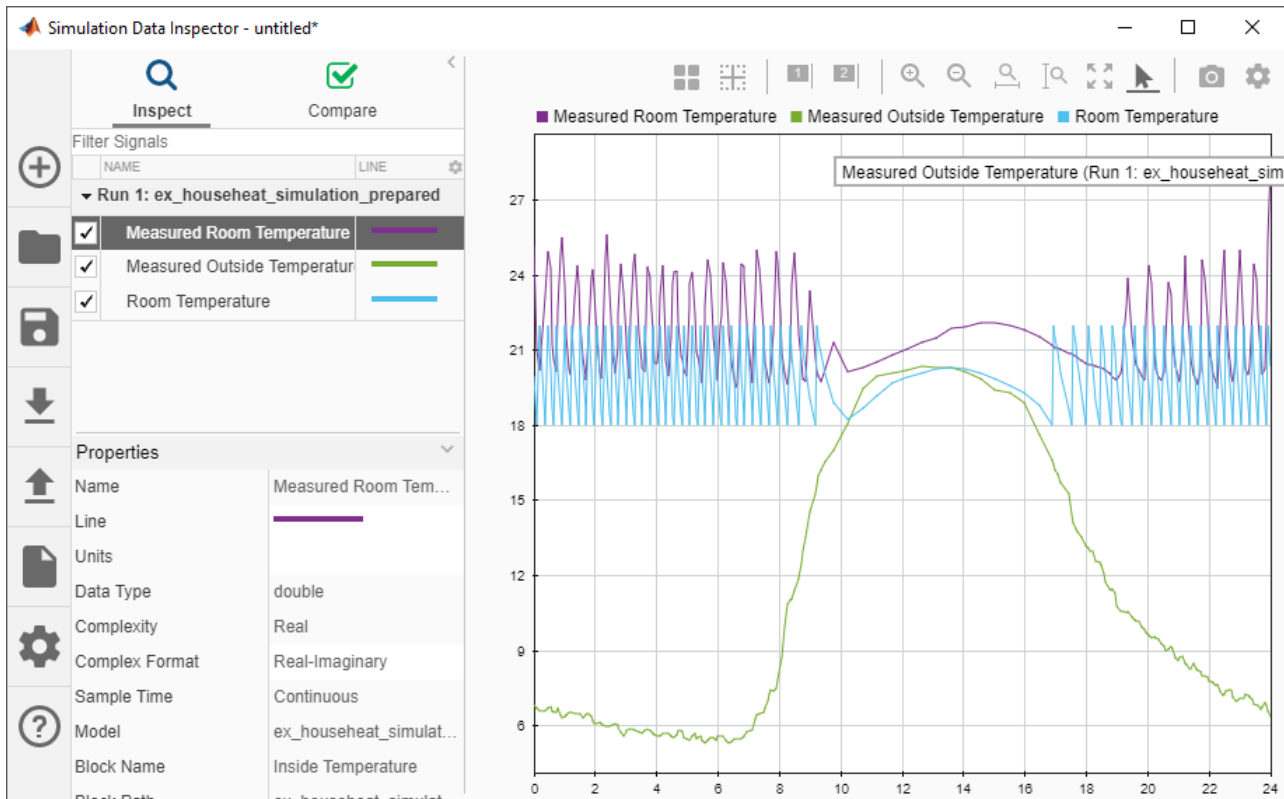 Simulation Data Inspector - untitled*
Inspect
Compare
Filter Signals
NAME LINE
Run 1: ex_househeat_simulation_prepared
Measured Room Temperature
Measured Outside Temperatur
Room Temperature
Properties
Name Measured Room Tem...
Line
Units
Data Type double
Complexity Real
Complex Format Real-Imaginary
Sample Time Continuous
Model ex_househeat_simulat...
Block Name Inside Temperature
1 2
Measured Room Temperature Measured Outside Temperature Room Temperature
Measured Outside Temperature (Run 1: ex_househeat_sim
27
24
21
18
15
12
9
6
0 2 4 6 8 10 12 14 16 18 20 22 24